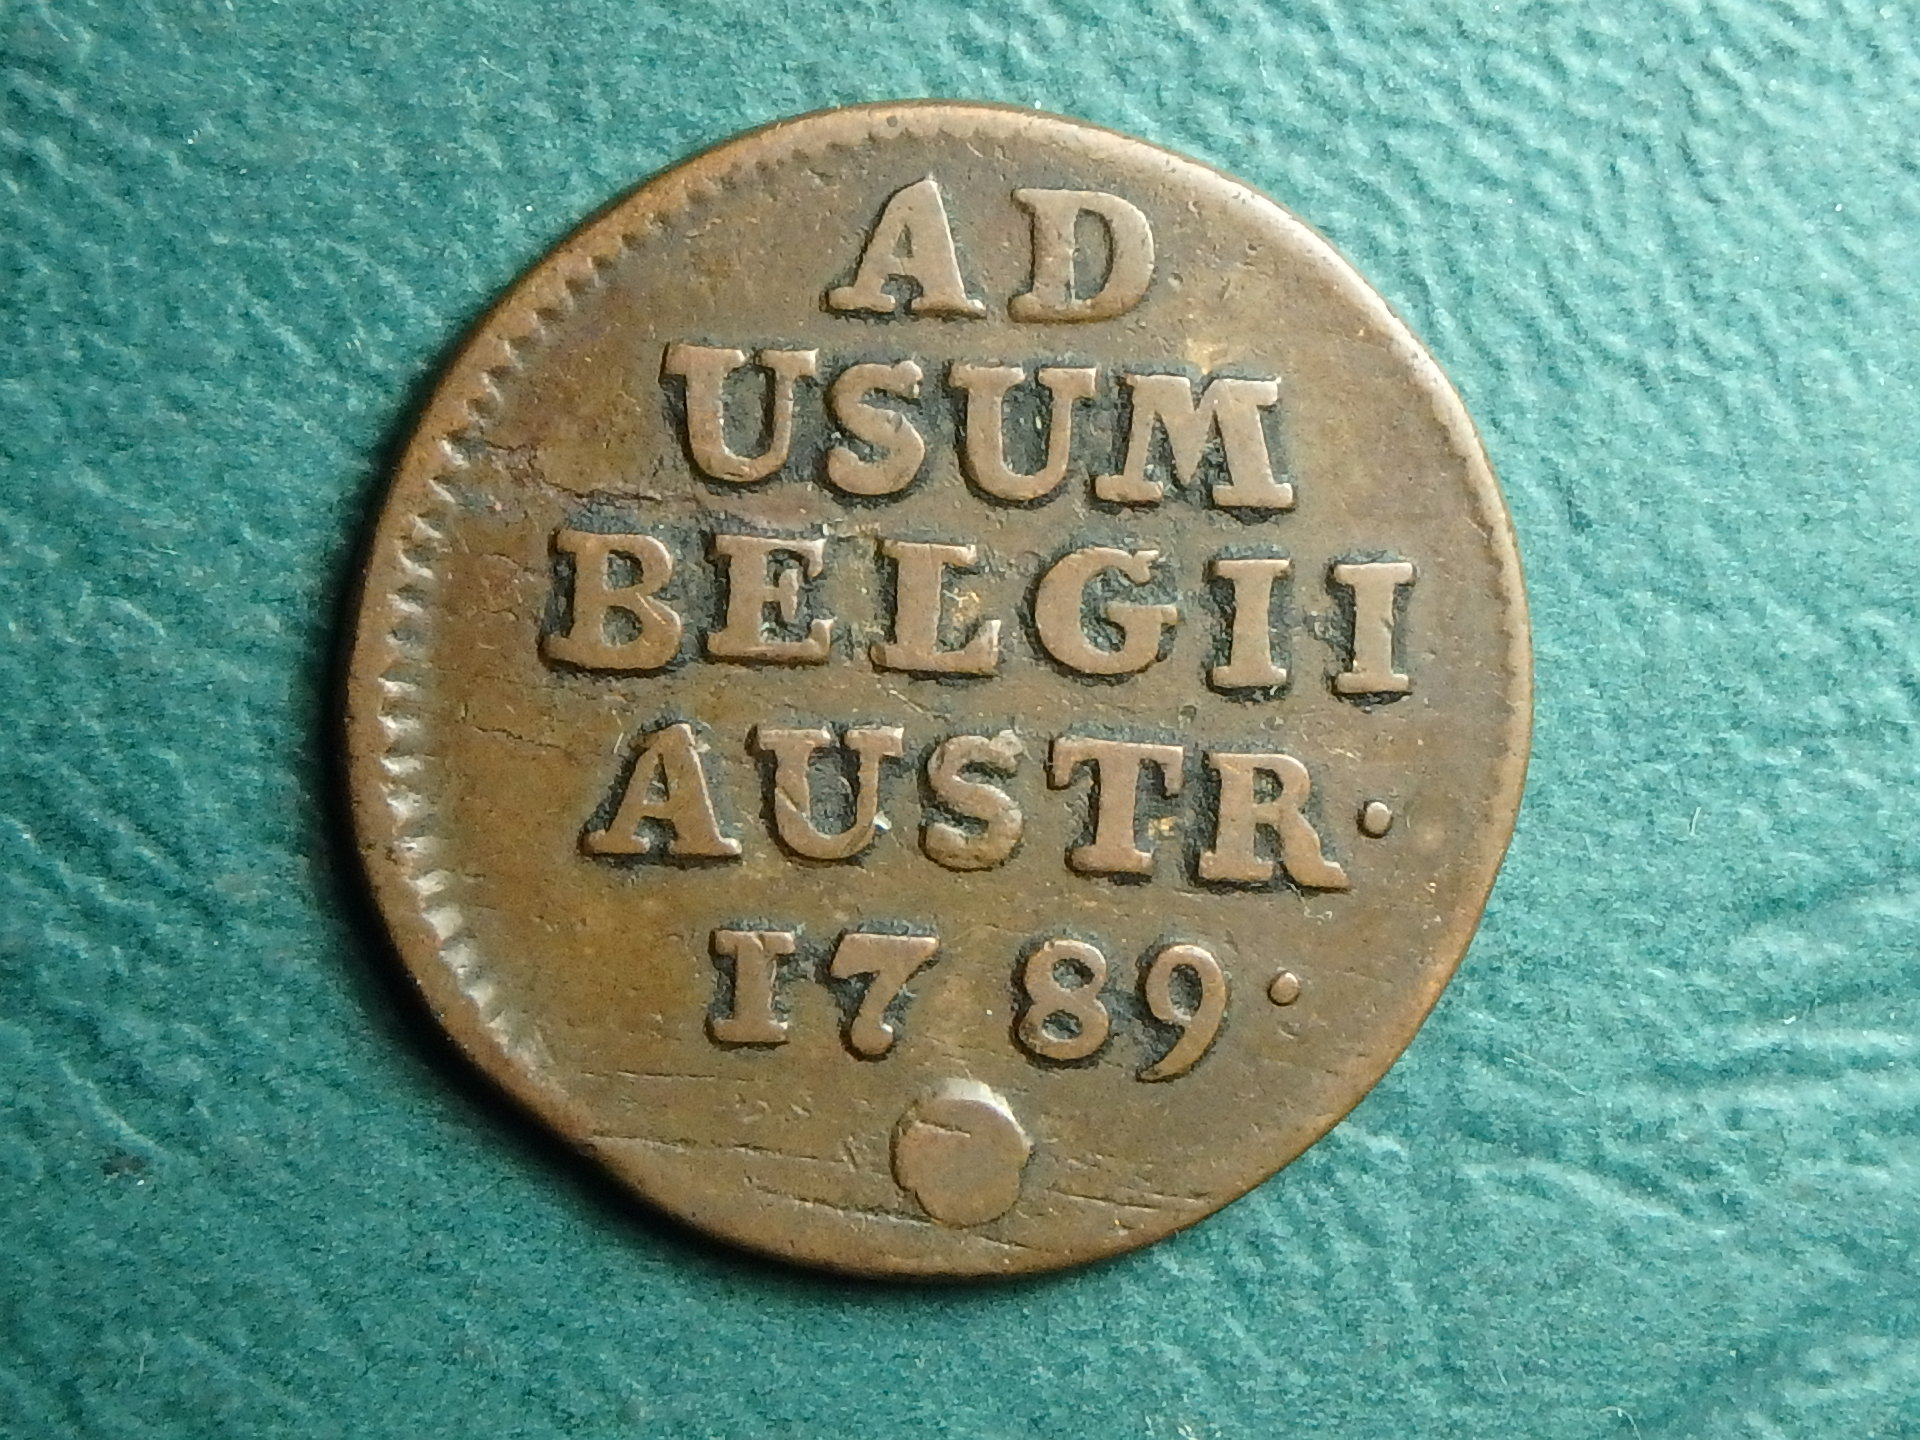 AD
USUM
BELGII
AUSTR·
1789·